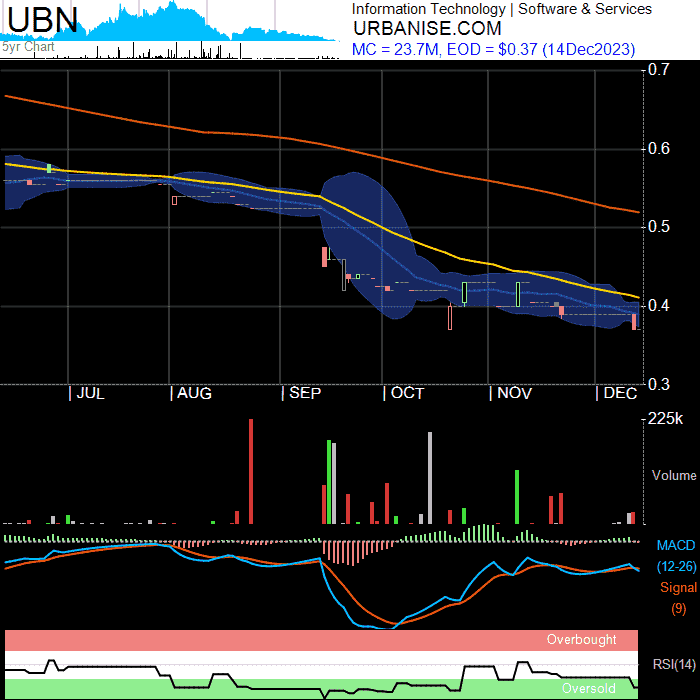 UBN
5yr Chart
Information Technology | Software & Services
URBANISE.COM
MC = 23.7M, EOD = $0.37 (14Dec2023)
0.7
0.6
0.5
0.4
0.3
JUL AUG SEP OCT NOV DEC
225k
Volume
MACD
(12-26)
Signal
(9)
Overbought
RSI(14)
Oversold